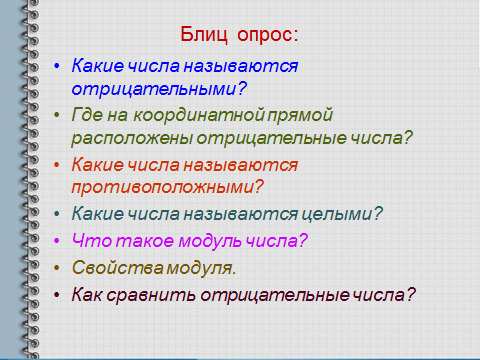 Блиц опрос:
• Какие числа называются
отрицательными?
• Где на координатной прямой
расположены отрицательные числа?
• Какие числа называются
противоположными?
• Какие числа называются целыми?
• Что такое модуль числа?
• Свойства модуля.
• Как сравнить отрицательные числа?